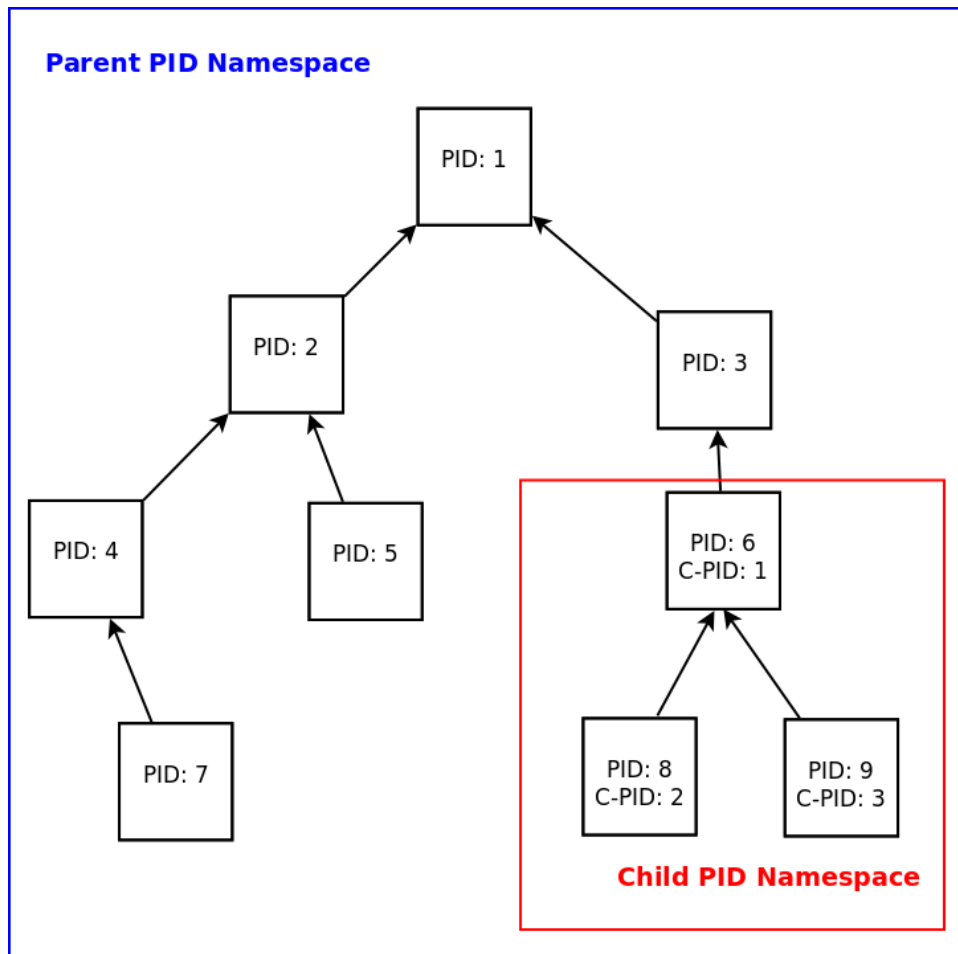 Parent PID Namespace
PID: 1
PID: 2
PID: 3
PID: 4
PID: 5
PID: 6
C-PID: 1
PID: 7
PID: 8
C-PID: 2
PID: 9
C-PID: 3
Child PID Namespace